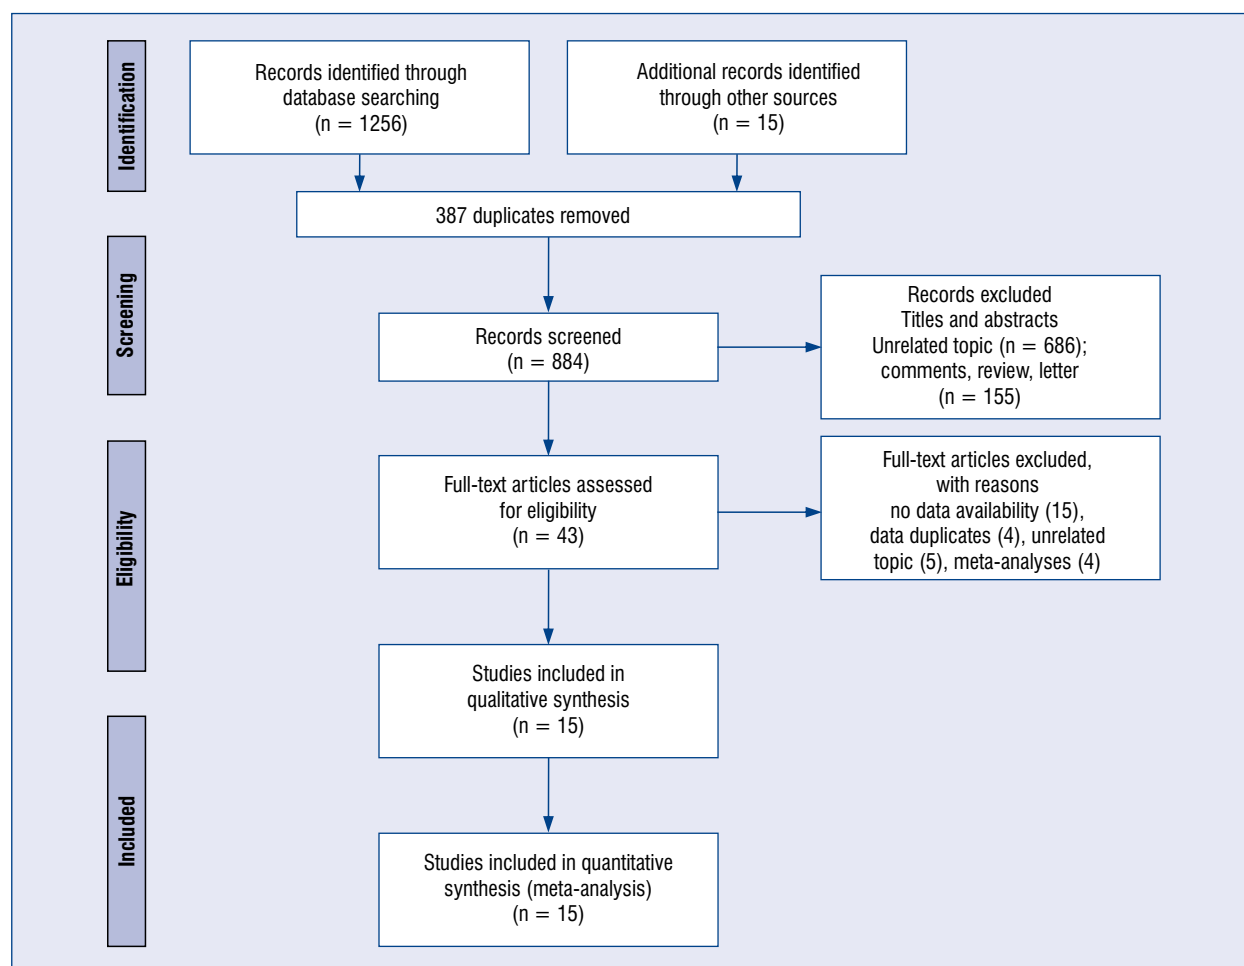 Identification
Records identified through
database searching
(n = 1256)
Additional records identified
through other sources
(n = 15)
387 duplicates removed
Screening
Records screened
(n = 884)
Records excluded
Titles and abstracts
Unrelated topic (n = 686);
comments, review, letter
(n = 155)
Eligibility
Full-text articles assessed
for eligibility
(n = 43)
Full-text articles excluded,
with reasons
no data availability (15),
data duplicates (4), unrelated
topic (5), meta-analyses (4)
Studies included in
qualitative synthesis
(n = 15)
Included
Studies included in quantitative
synthesis (meta-analysis)
(n = 15)